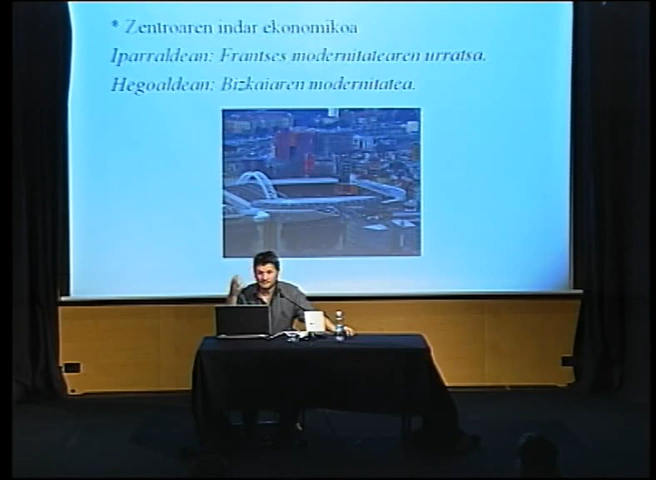 * Zentroaren indar ekonomikoa
Iparraldean: Frantses modernitatearen urratsa.
Hegoaldean: Bizkaiaren modernitatea.